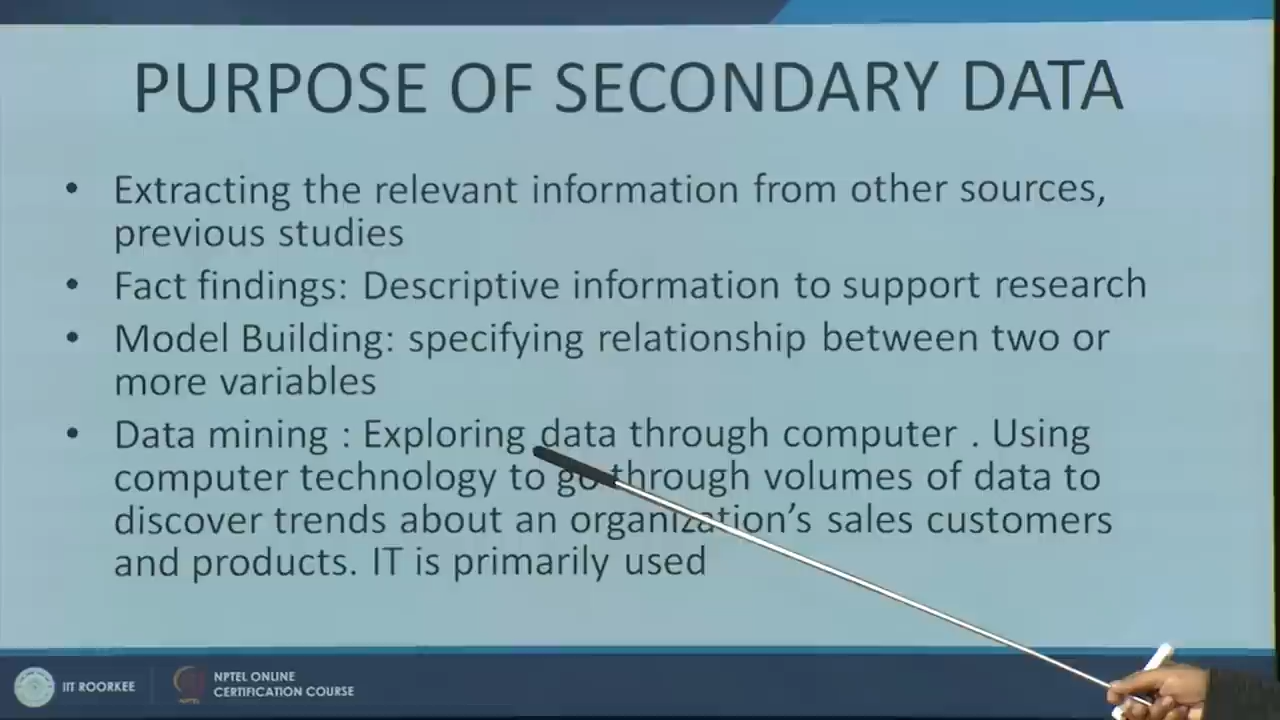 PURPOSE OF SECONDARY DATA
• Extracting the relevant information from other sources,
previous studies
• Fact findings: Descriptive information to support research
• Model Building: specifying relationship between two or
more variables
• Data mining : Exploring data through computer . Using
computer technology to go through volumes of data to
discover trends about an organization's sales customers
and products. IT is primarily used
IIT ROORKEE
NPTEL ONLINE
CERTIFICATION COURSE
NPTEL